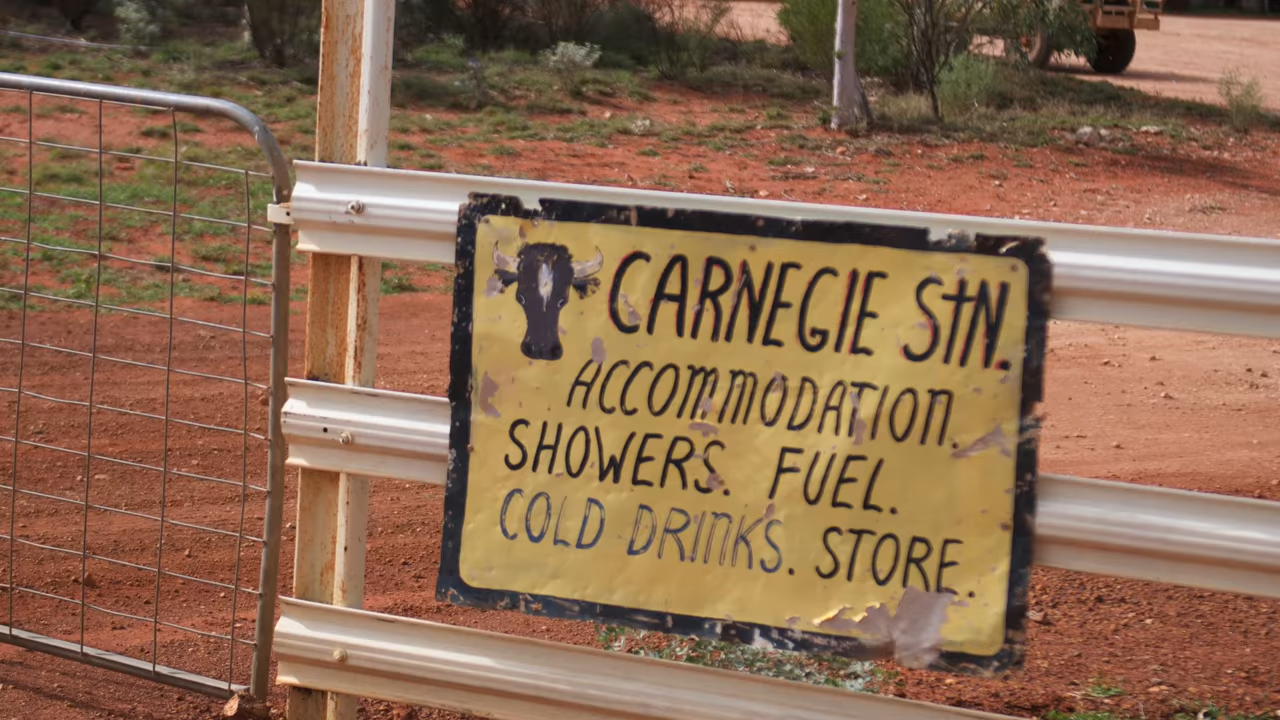 CARNEGIE STN.
ACCOMMODATION.
SHOWERS. FUEL.
COLD DRINKS. STORE.